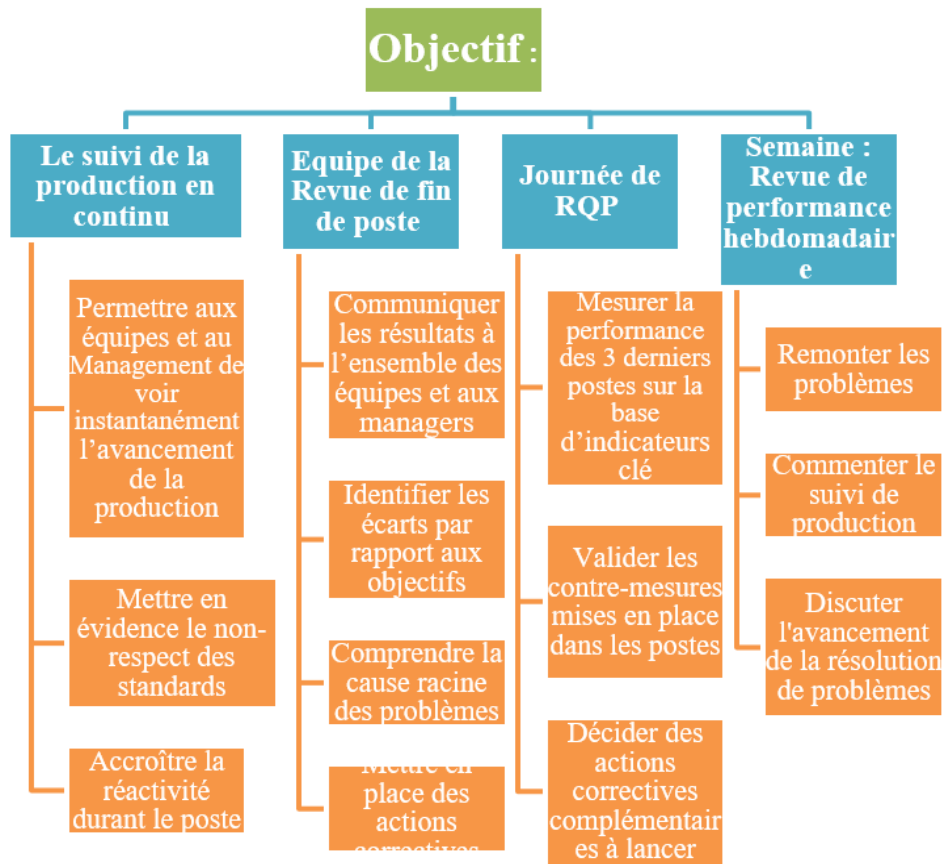 Objectif :
Le suivi de la
production en
continu
Permettre aux
équipes et au
Management de
voir
instantanément
l’avancement
de la
production
Mettre en
évidence le non-
respect des
standards
Accroître la
réactivité
durant le poste
Equipe de la
Revue de fin
de poste
Communiquer
les résultats à
l’ensemble des
équipes et aux
managers
Identifier les
écarts par
rapport aux
objectifs
Comprendre la
cause racine
des problèmes
Mettre en
place des
actions
correctives
Journée de
RQP
Mesurer la
performance
des 3 derniers
postes sur la
base
d’indicateurs
clé
Valider les
contre-mesures
mises en place
dans les postes
Décider des
actions
correctives
complémentair
es à lancer
Semaine :
Revue de
performance
hebdomadair
e
Remonter les
problèmes
Commenter le
suivi de
production
Discuter
l'avancement
de la résolution
de problèmes